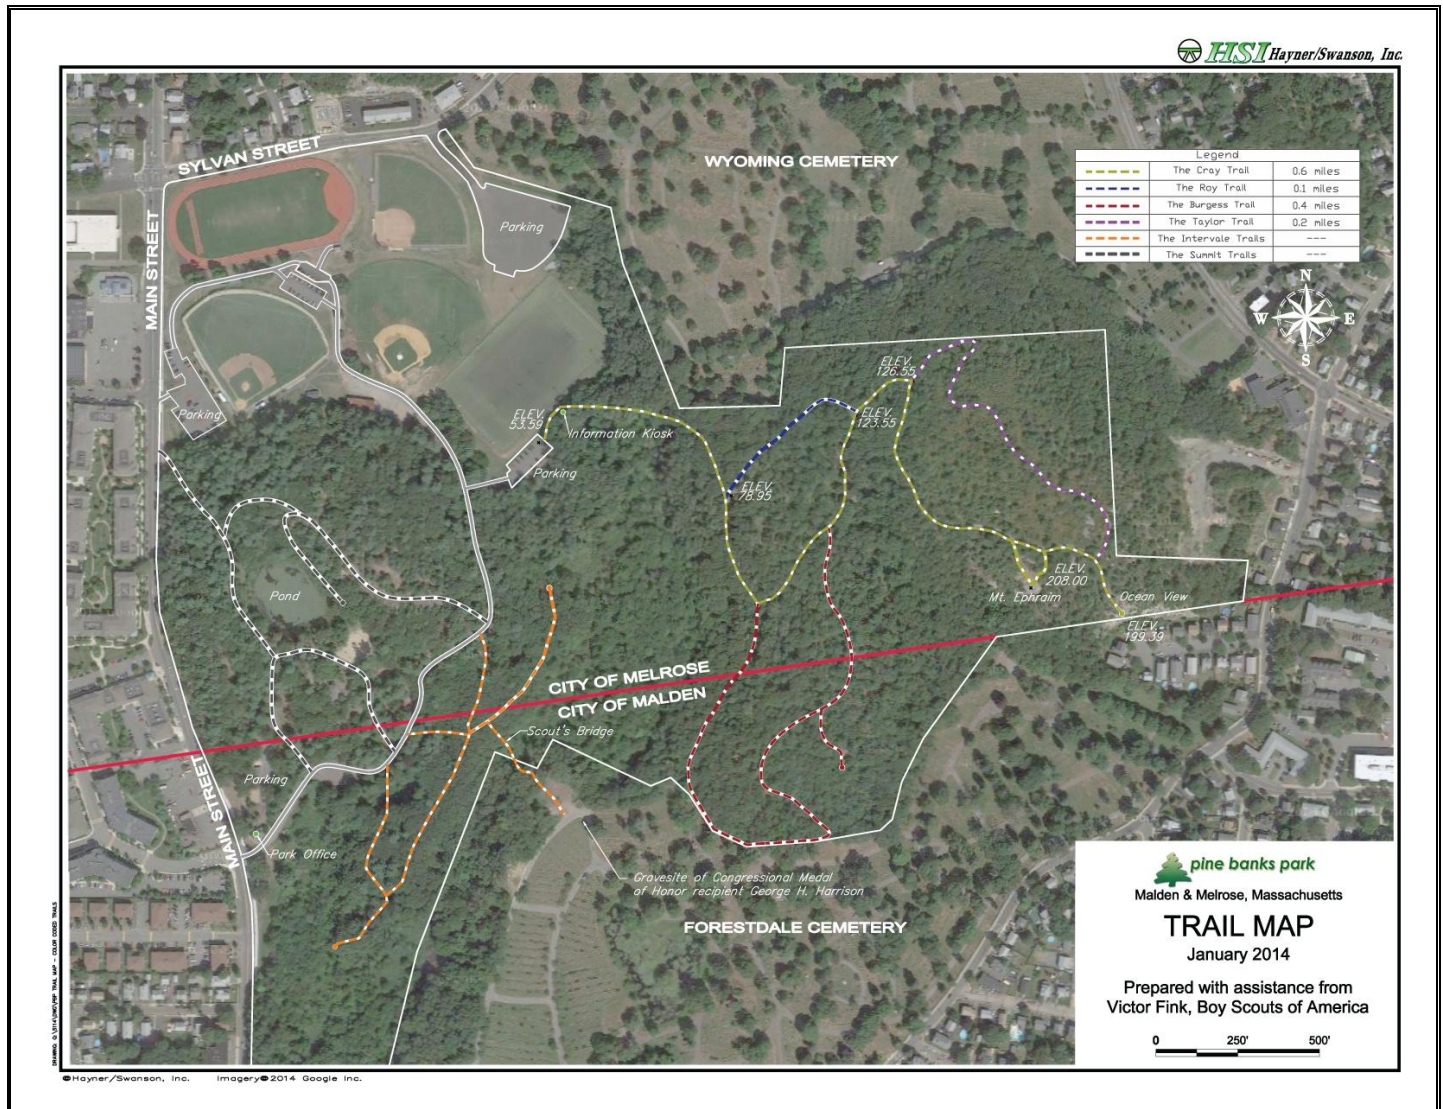 HSI Hayner/Swanson, Inc.
SYLVAN STREET
WYOMING CEMETERY
Legend
The Cray Trail 0.6 miles
The Roy Trail 0.1 miles
The Burgess Trail 0.4 miles
The Taylor Trail 0.2 miles
The Intervale Trails ---
The Summit Trails ---
MAIN STREET
Parking
N
W E
S
ELEV.
126.55
Parking
ELEV.
53.59
Information Kiosk
ELEV.
123.55
Parking
ELEV.
78.95
Pond
ELEV.
208.00
Mt. Ephraim
Ocean View
ELEV.
199.39
CITY OF MELROSE
CITY OF MALDEN
Scout's Bridge
Parking
MAIN STREET
Park Office
Gravesite of Congressional Medal
of Honor recipient George H. Harrison
FORESTDALE CEMETERY
pine banks park
Malden & Melrose, Massachusetts
TRAIL MAP
January 2014
Prepared with assistance from
Victor Fink, Boy Scouts of America
0 250' 500'
©Hayner/Swanson, Inc. Imagery©2014 Google Inc.